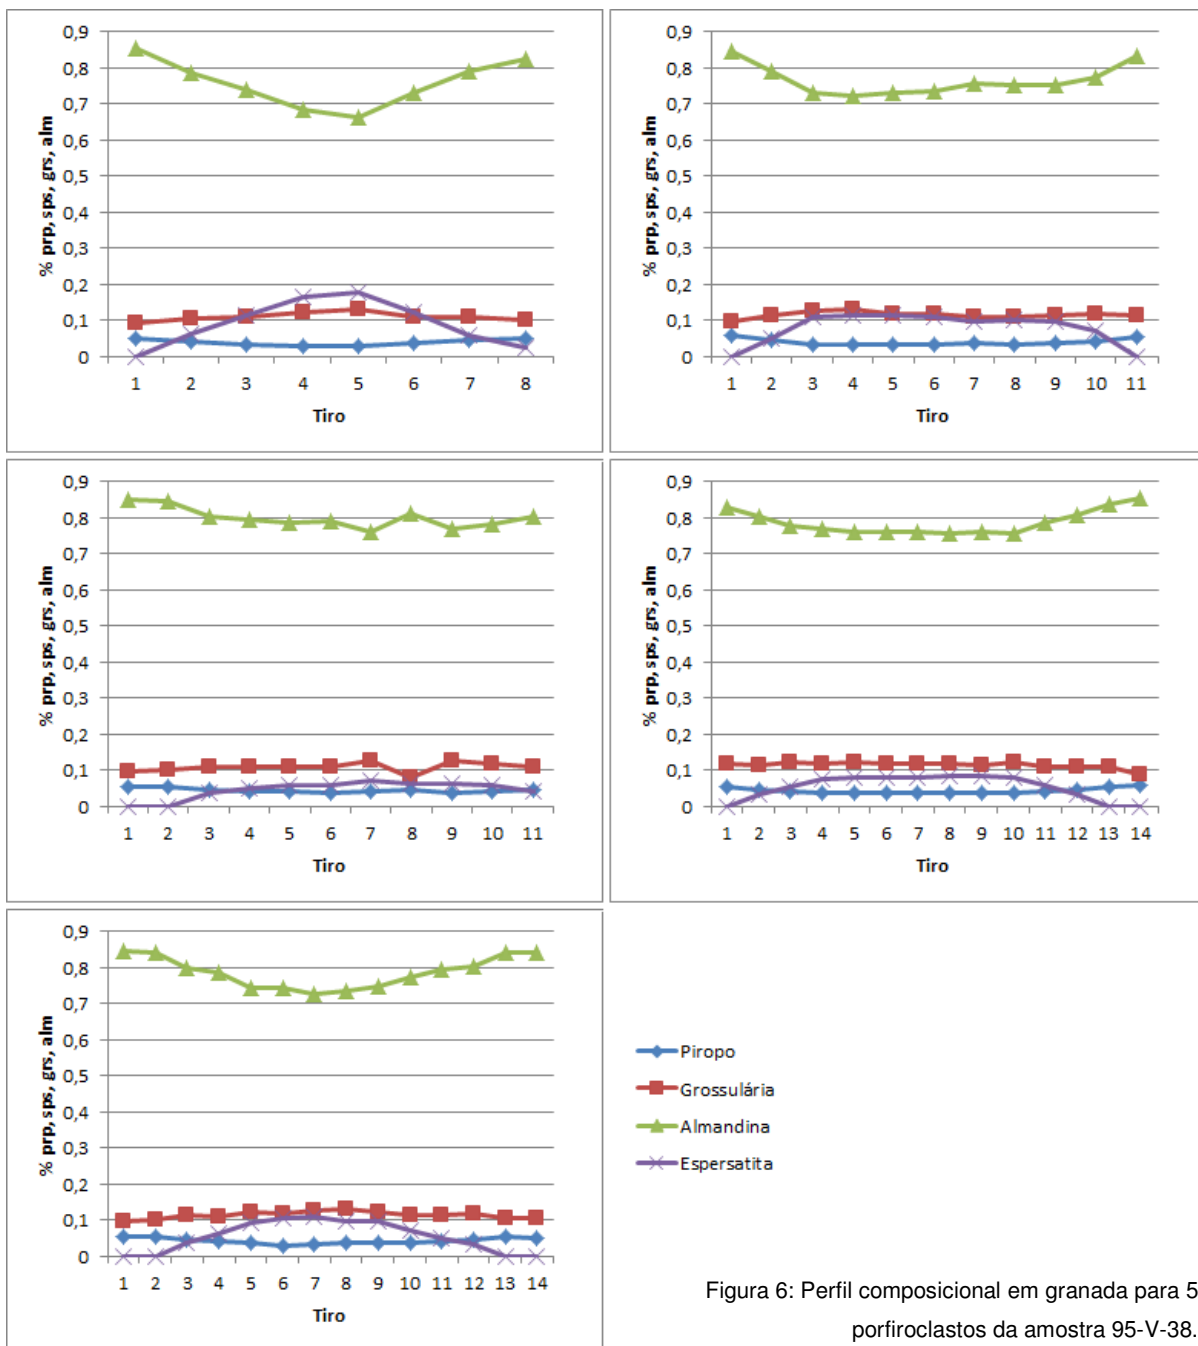 0,9
0,8
0,7
0,6
0,5
0,4
0,3
0,2
0,1
0
% prp, sps, grs, alm
1 2 3 4 5 6 7 8
Tiro
0,9
0,8
0,7
0,6
0,5
0,4
0,3
0,2
0,1
0
% prp, sps, grs, alm
1 2 3 4 5 6 7 8 9 10 11
Tiro
0,9
0,8
0,7
0,6
0,5
0,4
0,3
0,2
0,1
0
% prp, sps, grs, alm
1 2 3 4 5 6 7 8 9 10 11
Tiro
0,9
0,8
0,7
0,6
0,5
0,4
0,3
0,2
0,1
0
% prp, sps, grs, alm
1 2 3 4 5 6 7 8 9 10 11 12 13 14
Tiro
0,9
0,8
0,7
0,6
0,5
0,4
0,3
0,2
0,1
0
% prp, sps, grs, alm
1 2 3 4 5 6 7 8 9 10 11 12 13 14
Tiro
Piropo
Grossulária
Almandina
Espersatita
Figura 6: Perfil composicional em granada para 5
porfiroclastos da amostra 95-V-38.